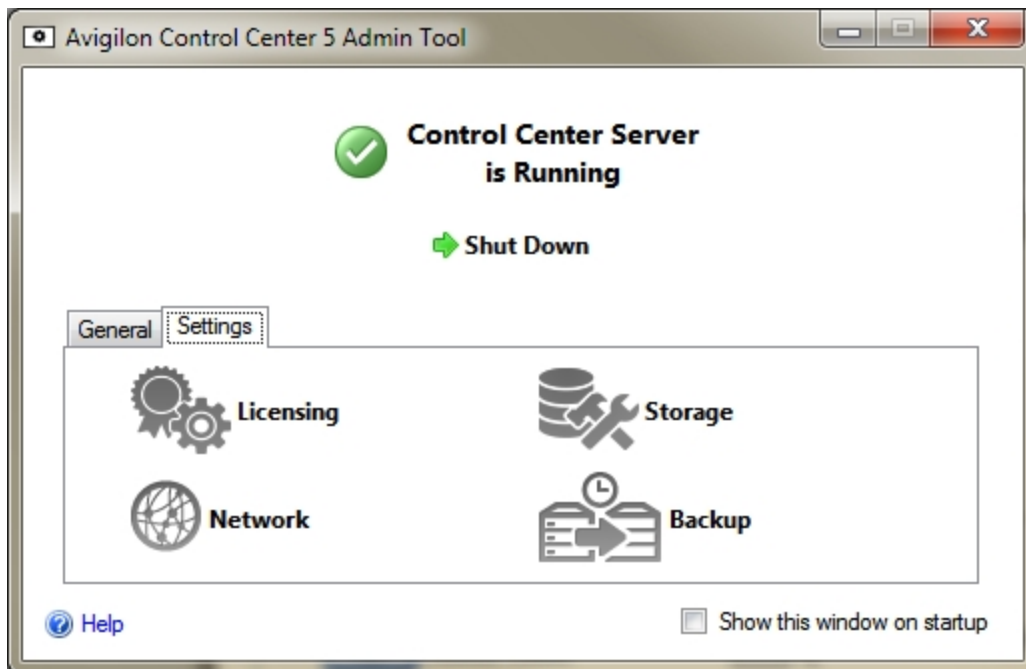 Avigilon Control Center 5 Admin Tool
Control Center Server
is Running
Shut Down
General
Settings
Licensing
Storage
Network
Backup
Help
Show this window on startup